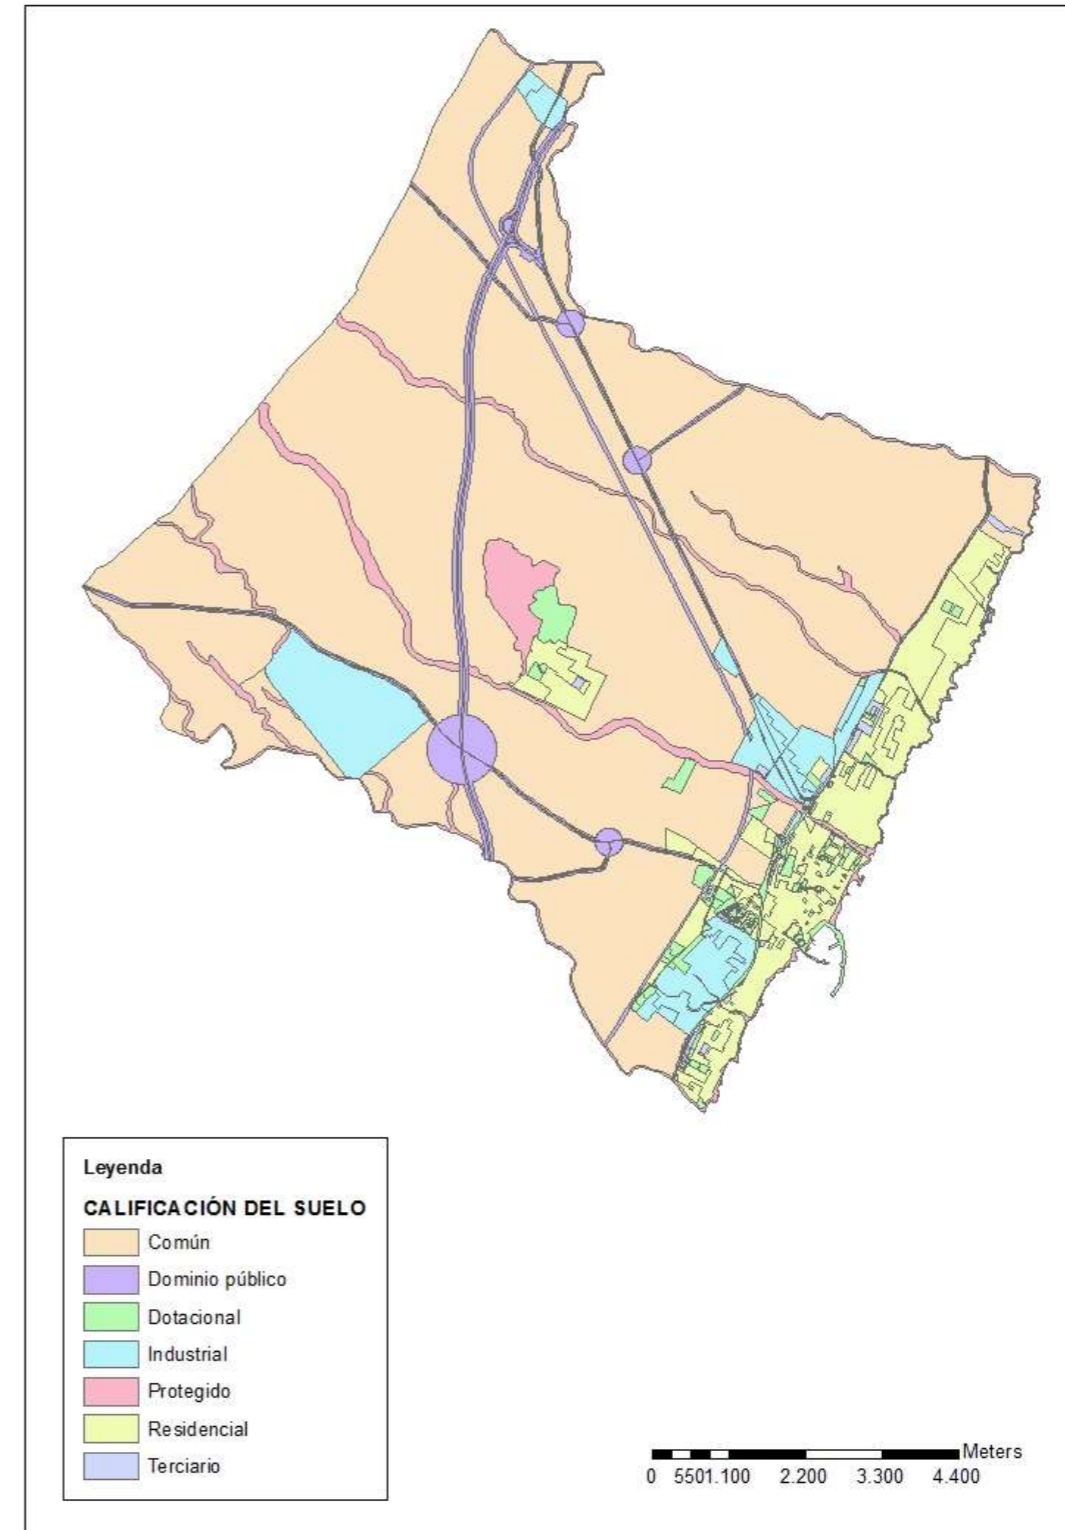 Leyenda
CALIFICACIÓN DEL SUELO
Común
Dominio público
Dotacional
Industrial
Protegido
Residencial
Terciario
Meters
0 5501.100 2.200 3.300 4.400